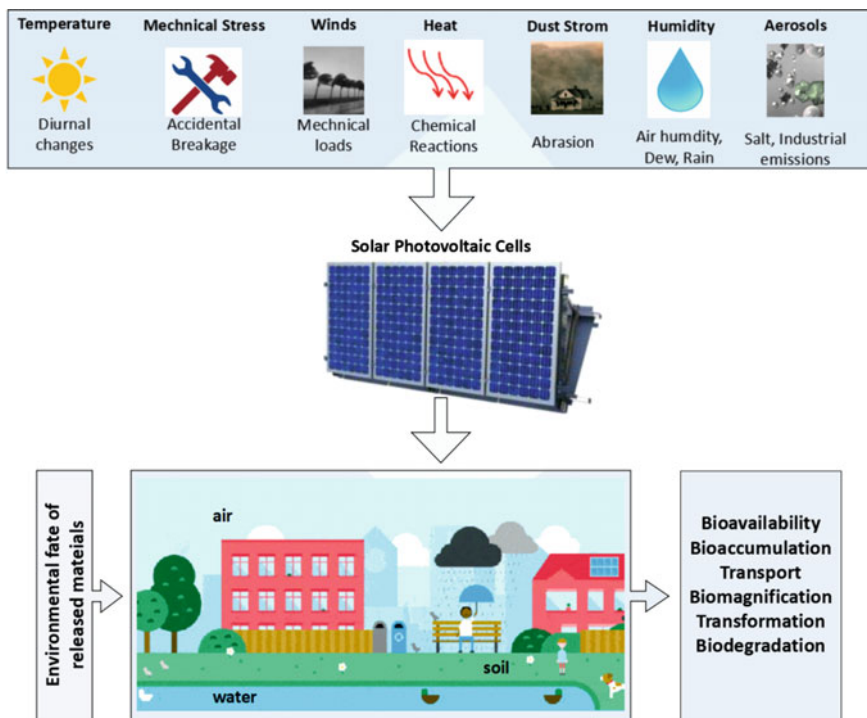 Temperature
Mechnical Stress
Winds
Heat
Dust Strom
Humidity
Aerosols
Diurnal
changes
Accidental
Breakage
Mechnical
loads
Chemical
Reactions
Abrasion
Air humdity,
Dew, Rain
Salt, Industrial
emissions
Solar Photovoltaic Cells
Environmental fate of
released mateials
air
soil
water
Bioavailability
Bioaccumulation
Transport
Biomagnification
Transformation
Biodegradation